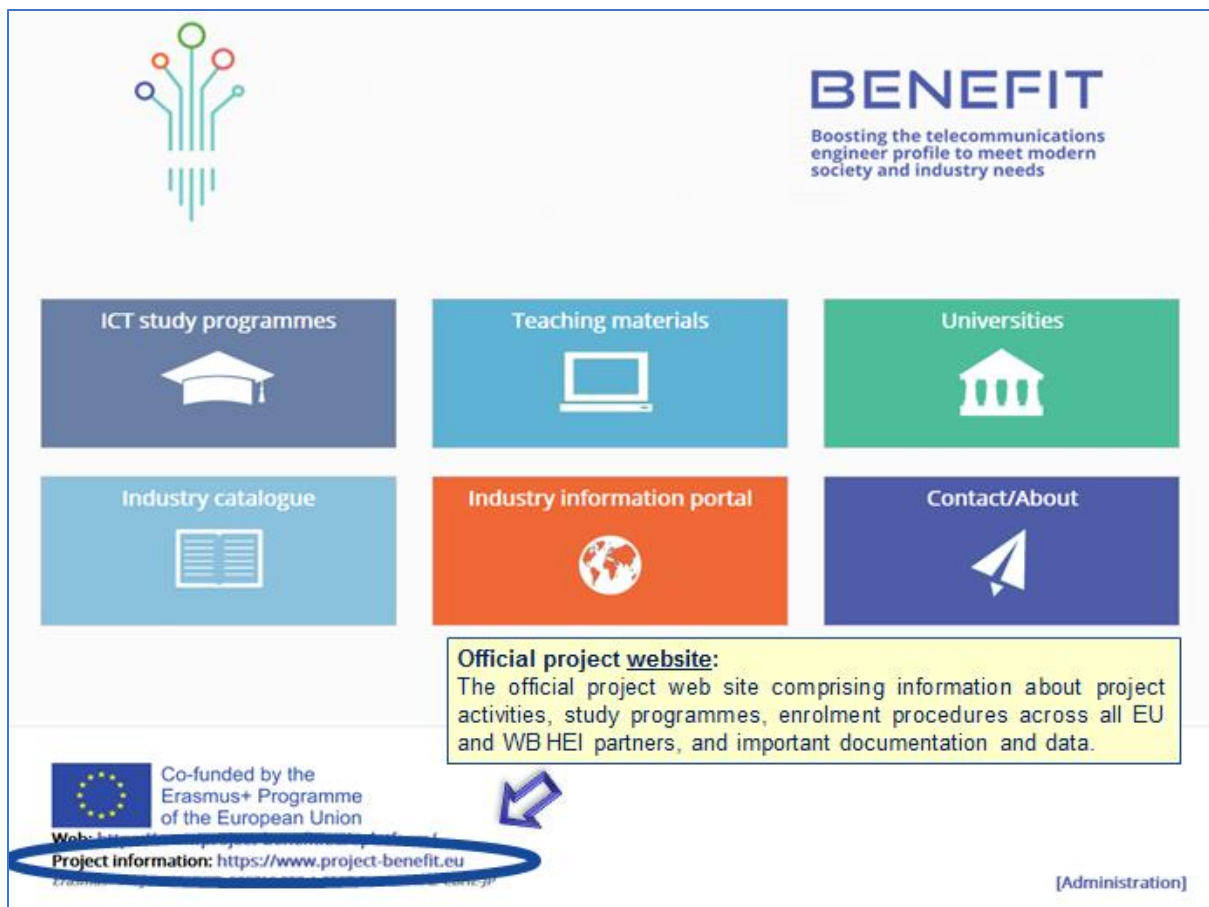 BENEFIT
Boosting the telecommunications
engineer profile to meet modern
society and industry needs
ICT study programmes
Teaching materials
Universities
Industry catalogue
Industry information portal
Contact/About
Official project website:
The official project web site comprising information about project
activities, study programmes, enrolment procedures across all EU
and WB HEI partners, and important documentation and data.
Co-funded by the
Erasmus+ Programme
of the European Union
Web:
Project information: https://www.project-benefit.eu
[Administration]